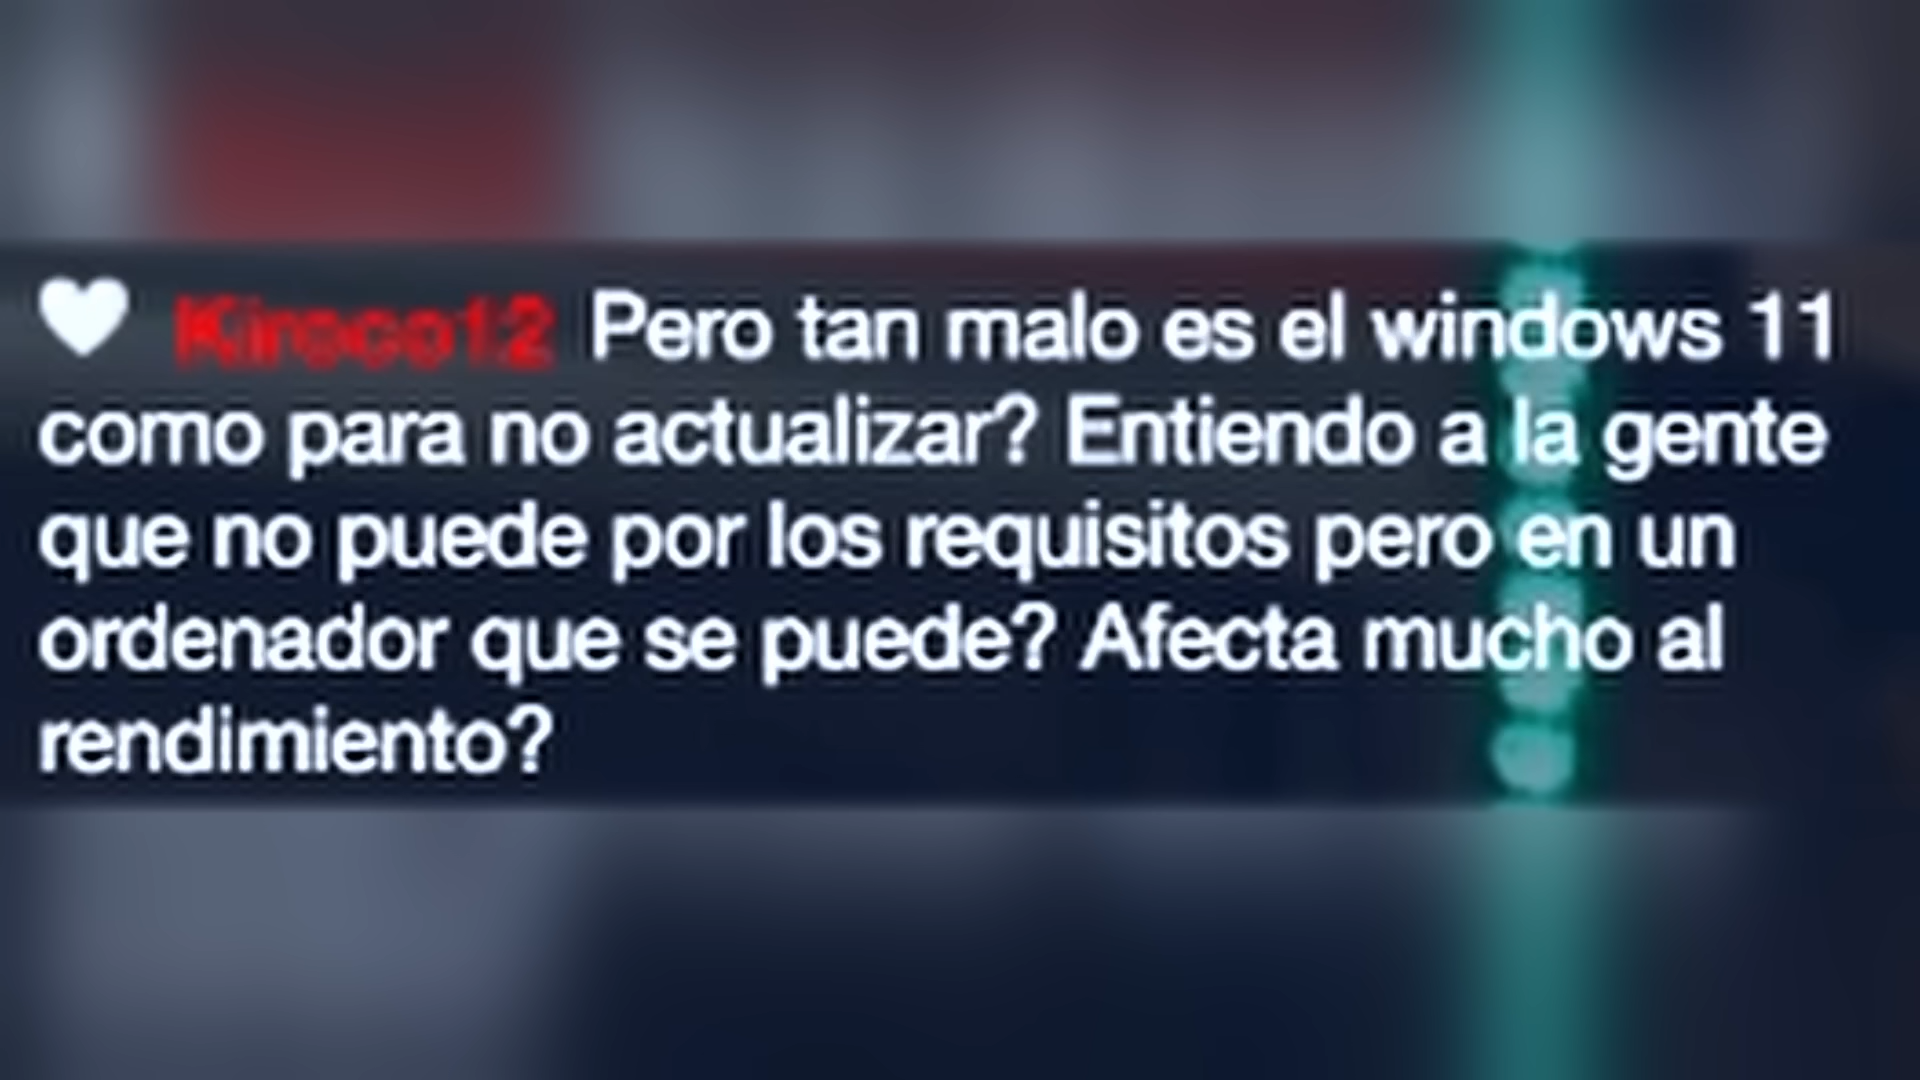 Kiroco12 Pero tan malo es el windows 11
como para no actualizar? Entiendo a la gente
que no puede por los requisitos pero en un
ordenador que se puede? Afecta mucho al
rendimiento?